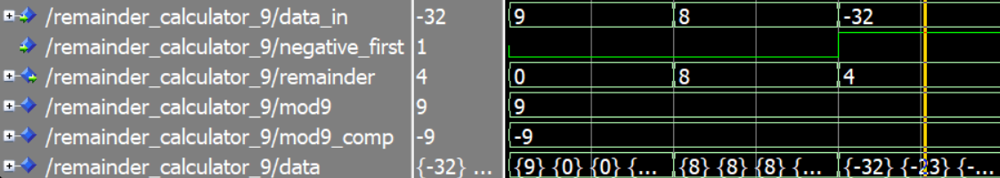 /remainder_calculator_9/data_in -32 9 8 -32
/remainder_calculator_9/negative_first 1
/remainder_calculator_9/remainder 4 0 8 4
/remainder_calculator_9/mod9 9 9
/remainder_calculator_9/mod9_comp -9 -9
/remainder_calculator_9/data {-32} ... {9} {0} {0} {... {8} {8} {8} {... {-32} {-23} {-...